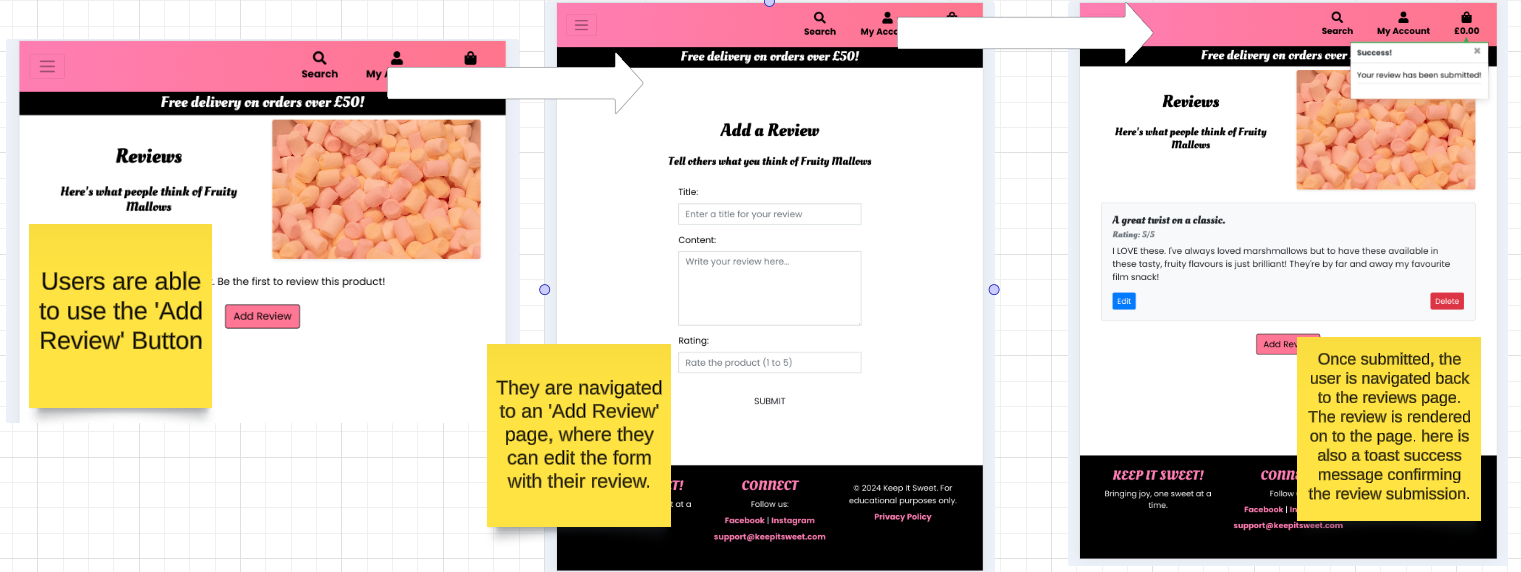 Search
My
Free delivery on orders over £50!
Reviews
Here's what people think of Fruity
Mallows
. Be the first to review this product!
Add Review
Users are able
to use the 'Add
Review' Button
Search
My Acco
Free delivery on orders over £50!
Add a Review
Tell others what you think of Fruity Mallows
Title:
Enter a title for your review
Content:
Write your review here...
Rating:
Rate the product (1 to 5)
SUBMIT
They are navigated
to an 'Add Review'
page, where they
can edit the form
with their review.
T!
t at a
CONNECT
Follow us:
Facebook | Instagram
support@keepitsweet.com
© 2024 Keep It Sweet. For
educational purposes only.
Privacy Policy
Search
My Account
£0.00
Free delivery on orders over
Success!
×
Your review has been submitted!
Reviews
Here's what people think of Fruity
Mallows
A great twist on a classic.
Rating: 5/5
I LOVE these. I've always loved marshmallows but to have these available in
these tasty, fruity flavours is just brilliant! They're by far and away my favourite
film snack!
Edit
Delete
Add Rev
Once submitted, the
user is navigated back
to the reviews page.
The review is rendered
on to the page. here is
also a toast success
message confirming
the review submission.
KEEP IT SWEET!
Bringing joy, one sweet at a
time.
CONN
Follow
Facebook | In
support@keepitsweet.com